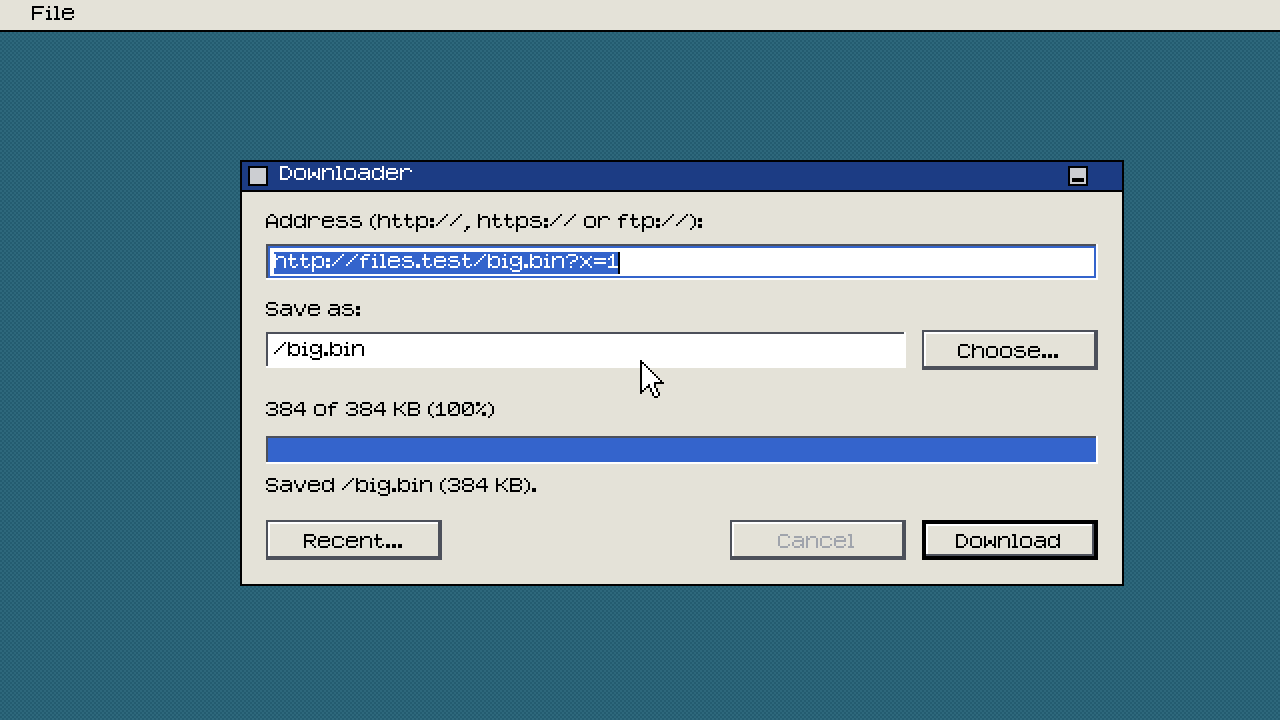 File
Downloader
Address (http://, https:// or ftp://):
http://files.test/big.bin?x=1
Save as:
/big.bin
Choose...
384 of 384 KB (100%)
Saved /big.bin (384 KB).
Recent...
Cancel
Download